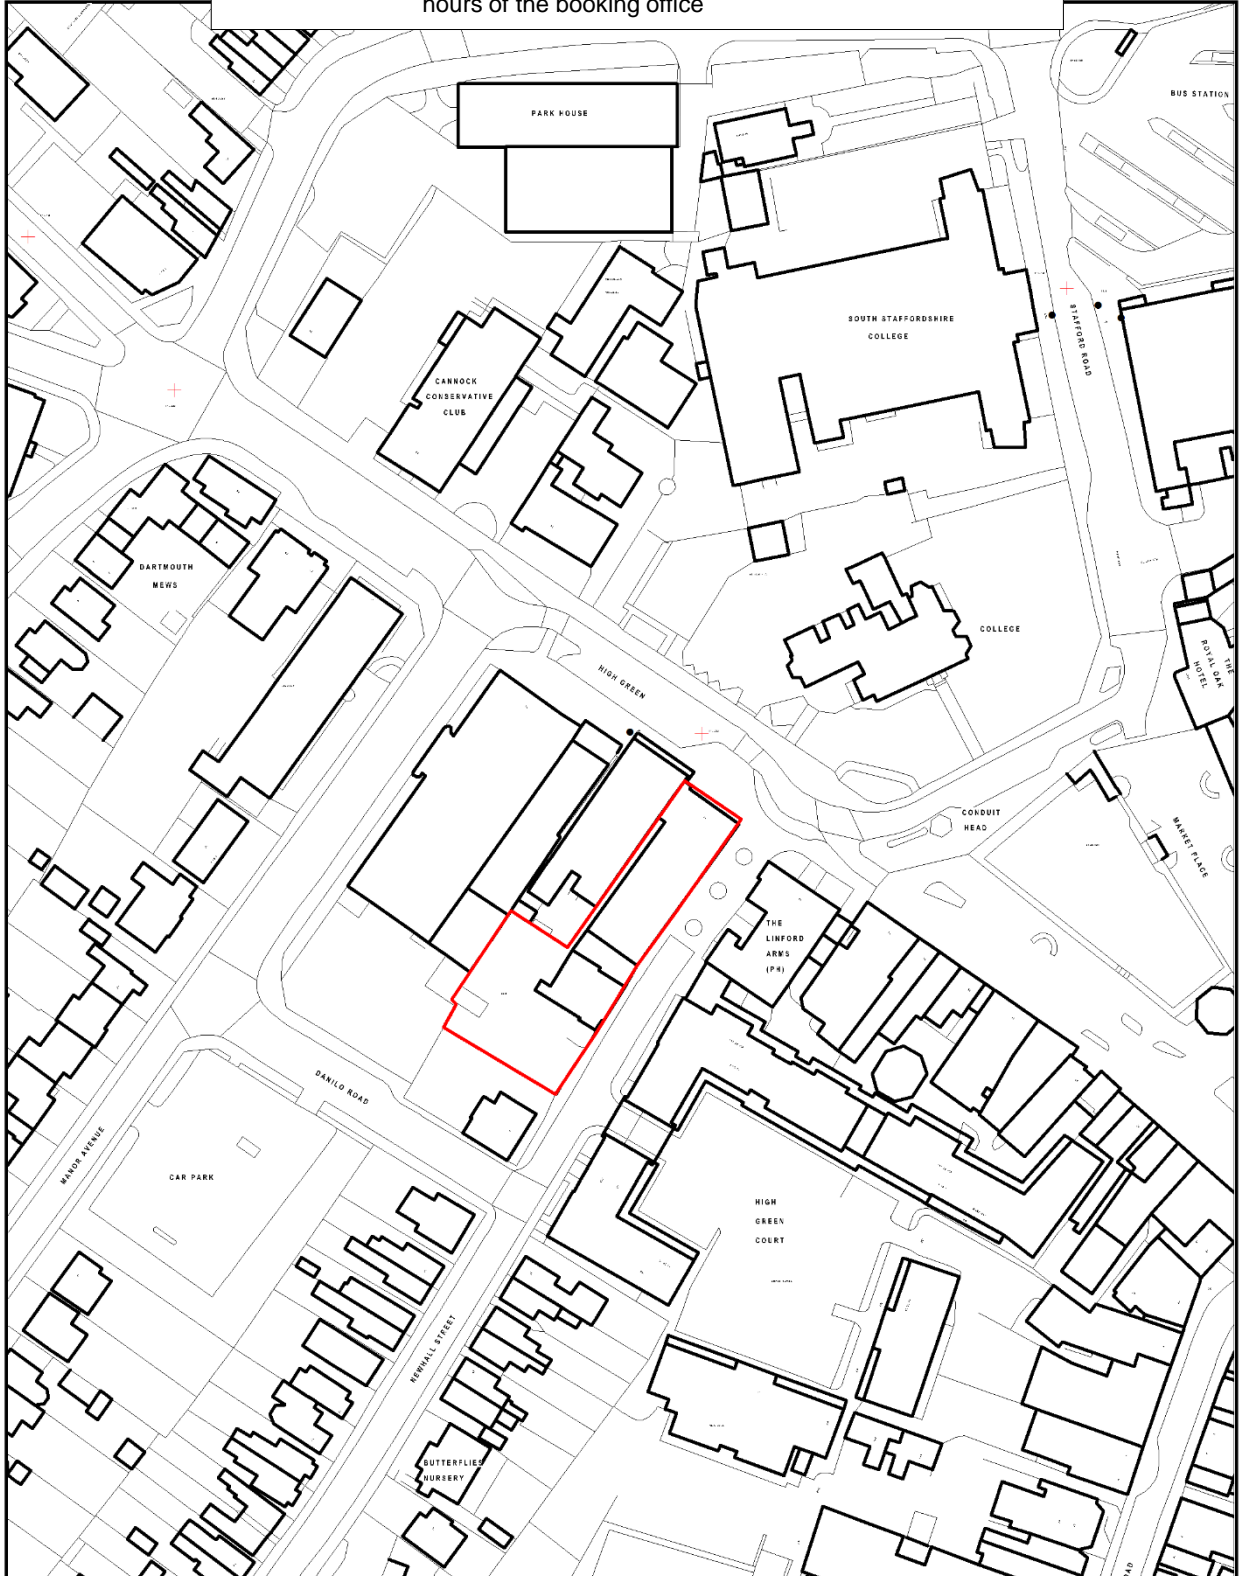 hours of the booking office
BUS STATION
PARK HOUSE
SOUTH STAFFORDSHIRE
COLLEGE
STAFFORD ROAD
CANNOCK
CONSERVATIVE
CLUB
DARTMOUTH
MEWS
COLLEGE
THE
ROYAL OAK
HOTEL
HIGH GREEN
CONDUIT
HEAD
MARKET PLACE
THE
LINFORD
ARMS
(PH)
DANILO ROAD
MANOR AVENUE
CAR PARK
HIGH
GREEN
COURT
NEWHALL STREET
BUTTERFLIES
NURSERY